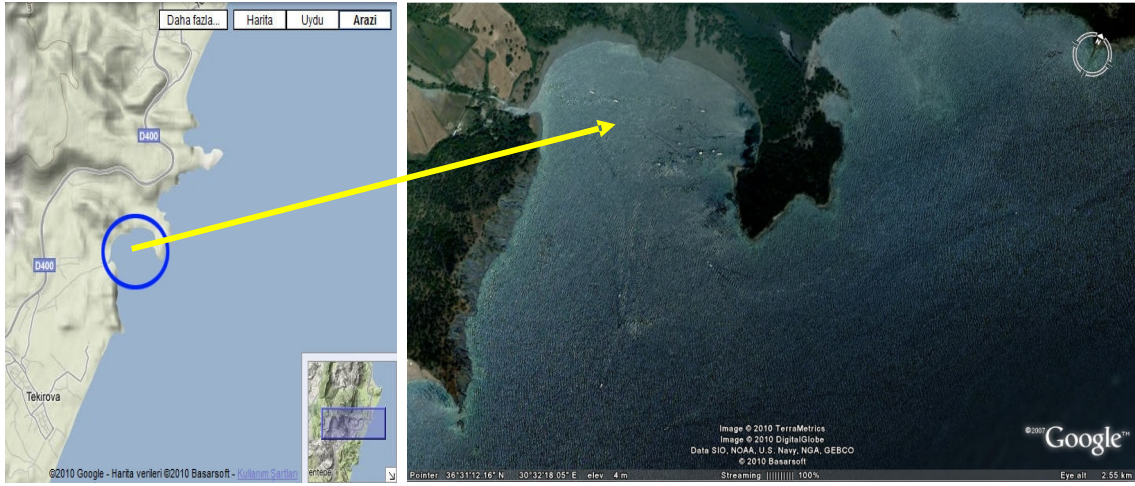 Daha fazla...
Harita
Uydu
Arazi
D400
D400
Tekirova
entepe
©2010 Google - Harita verileri ©2010 Basarsoft - Kullanım Şartları
Image © 2010 TerraMetrics
Image © 2010 DigitalGlobe
Data SIO, NOAA, U.S. Navy, NGA, GEBCO
© 2010 Basarsoft
©2007 Google™
Pointer 36°31'12.16" N 30°32'18.05" E elev 4 m
Streaming ||||||||| 100%
Eye alt 2.55 km